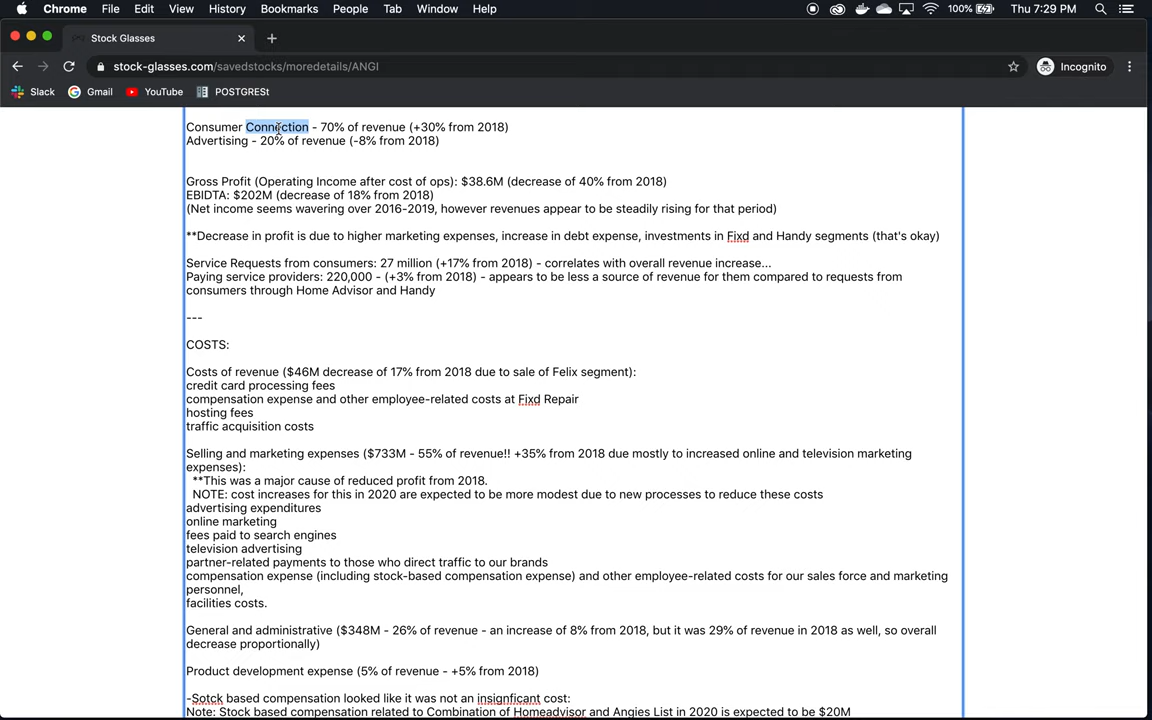 Chrome File Edit View History Bookmarks People Tab Window Help 100% Thu 7:29 PM
Stock Glasses
stock-glasses.com/savedstocks/moredetails/ANGI Incognito
Slack Gmail YouTube POSTGRESt
Consumer Connection - 70% of revenue (+30% from 2018)
Advertising - 20% of revenue (-8% from 2018)
Gross Profit (Operating Income after cost of ops): $38.6M (decrease of 40% from 2018)
EBIDTA: $202M (decrease of 18% from 2018)
(Net income seems wavering over 2016-2019, however revenues appear to be steadily rising for that period)
**Decrease in profit is due to higher marketing expenses, increase in debt expense, investments in Fixd and Handy segments (that's okay)
Service Requests from consumers: 27 million (+17% from 2018) - correlates with overall revenue increase...
Paying service providers: 220,000 - (+3% from 2018) - appears to be less a source of revenue for them compared to requests from
consumers through Home Advisor and Handy
---
COSTS:
Costs of revenue ($46M decrease of 17% from 2018 due to sale of Felix segment):
credit card processing fees
compensation expense and other employee-related costs at Fixd Repair
hosting fees
traffic acquisition costs
Selling and marketing expenses ($733M - 55% of revenue!! +35% from 2018 due mostly to increased online and television marketing
expenses):
**This was a major cause of reduced profit from 2018.
NOTE: cost increases for this in 2020 are expected to be more modest due to new processes to reduce these costs
advertising expenditures
online marketing
fees paid to search engines
television advertising
partner-related payments to those who direct traffic to our brands
compensation expense (including stock-based compensation expense) and other employee-related costs for our sales force and marketing
personnel,
facilities costs.
General and administrative ($348M - 26% of revenue - an increase of 8% from 2018, but it was 29% of revenue in 2018 as well, so overall
decrease proportionally)
Product development expense (5% of revenue - +5% from 2018)
-Sotck based compensation looked like it was not an insignficant cost:
Note: Stock based compensation related to Combination of Homeadvisor and Angies List in 2020 is expected to be $20M